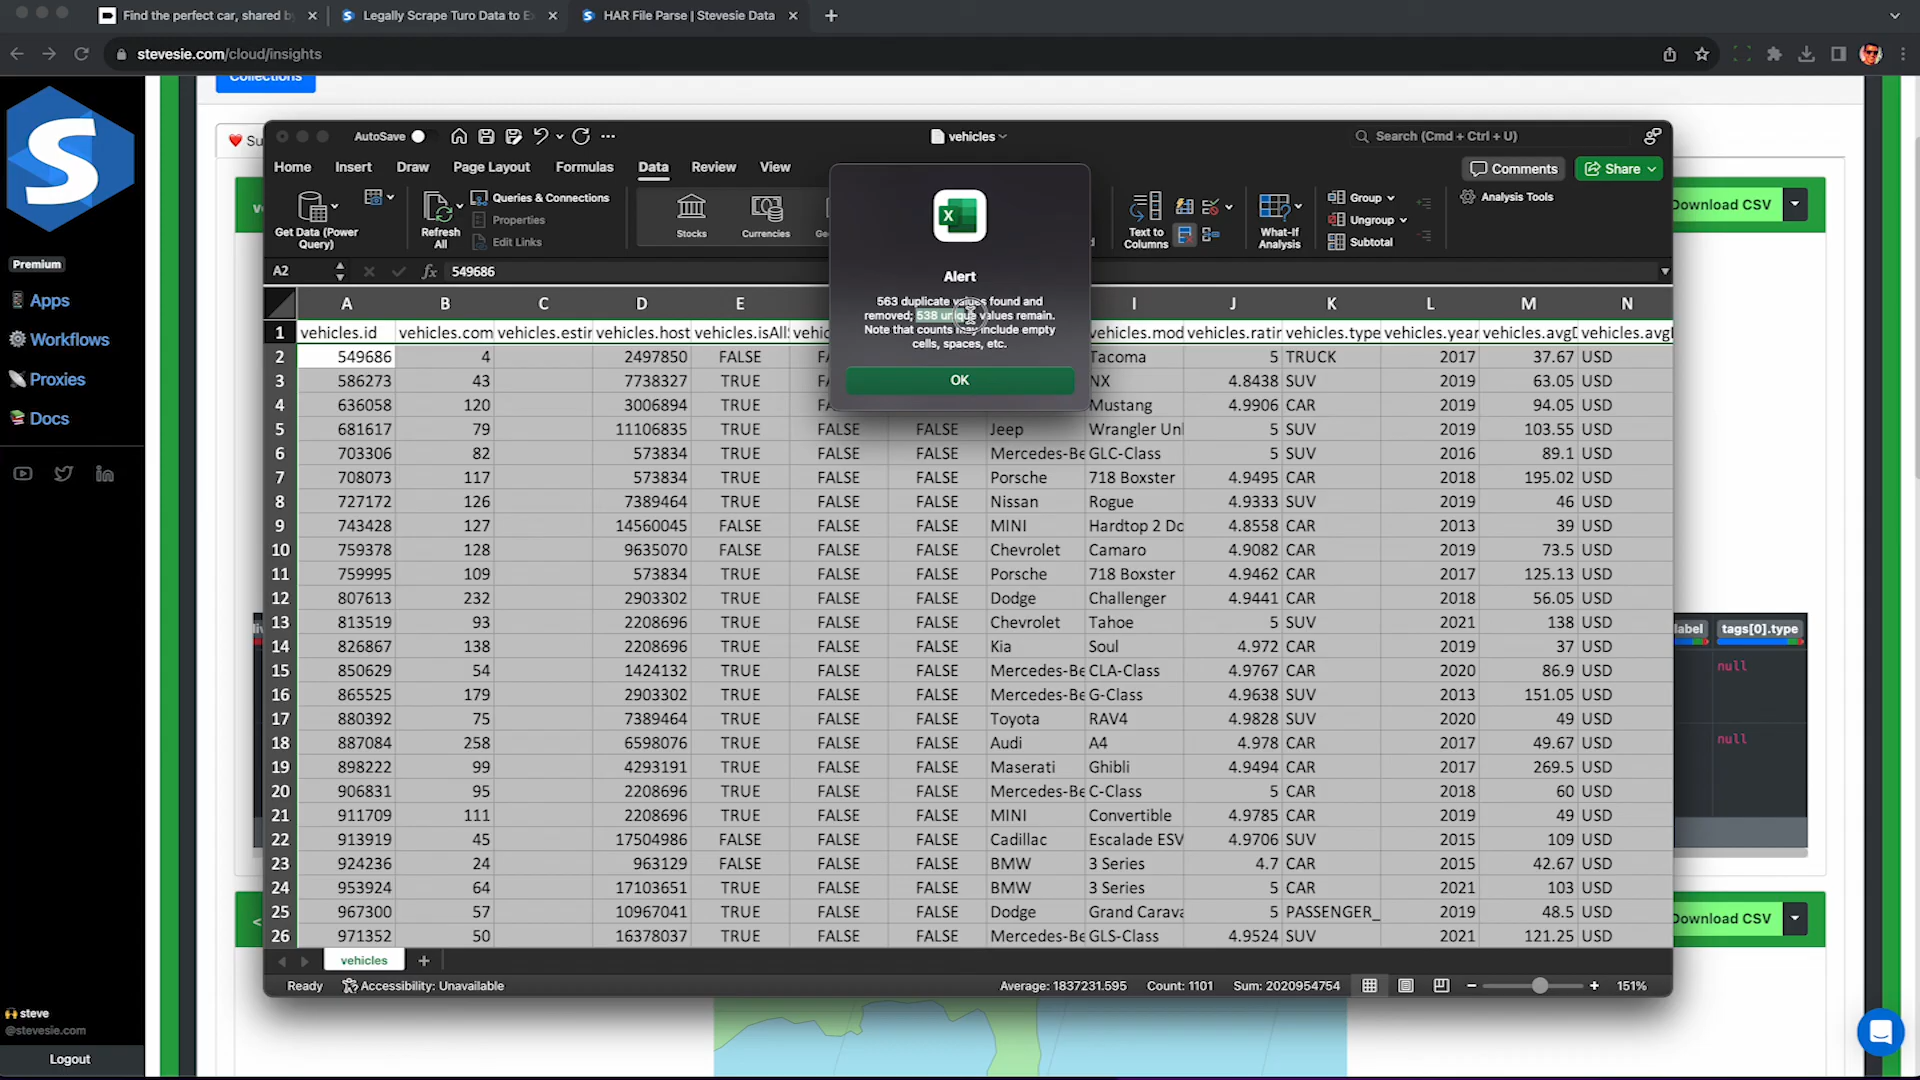 Find the perfect car, shared b
Legally Scrape Turo Data to E
HAR File Parse | Stevesie Data
stevesie.com/cloud/insights
Collections
Su
AutoSave
vehicles
Search (Cmd + Ctrl + U)
Home Insert Draw Page Layout Formulas Data Review View
Comments
Share
Get Data (Power Query)
Refresh All
Queries & Connections
Properties
Edit Links
Stocks
Currencies
Text to Columns
What-If Analysis
Group
Ungroup
Subtotal
Analysis Tools
Download CSV
Premium
Apps
Workflows
Proxies
Docs
A2 fx 549686
Alert
563 duplicate values found and
removed; 538 unique values remain.
Note that counts may include empty
cells, spaces, etc.
OK
A B C D E I J K L M N
1 vehicles.id vehicles.com vehicles.estir vehicles.host vehicles.isAll vehic vehicles.mod vehicles.ratin vehicles.type vehicles.year vehicles.avgD vehicles.avgD
2 549686 4 2497850 FALSE FA Tacoma 5 TRUCK 2017 37.67 USD
3 586273 43 7738327 TRUE FA NX 4.8438 SUV 2019 63.05 USD
4 636058 120 3006894 TRUE FA Mustang 4.9906 CAR 2019 94.05 USD
5 681617 79 11106835 TRUE FALSE FALSE Jeep Wrangler Unl 5 SUV 2019 103.55 USD
6 703306 82 573834 TRUE FALSE FALSE Mercedes-Be GLC-Class 5 SUV 2016 89.1 USD
7 708073 117 573834 TRUE FALSE FALSE Porsche 718 Boxster 4.9495 CAR 2018 195.02 USD
8 727172 126 7389464 TRUE FALSE FALSE Nissan Rogue 4.9333 SUV 2019 46 USD
9 743428 127 14560045 FALSE FALSE FALSE MINI Hardtop 2 Do 4.8558 CAR 2013 39 USD
10 759378 128 9635070 FALSE FALSE FALSE Chevrolet Camaro 4.9082 CAR 2019 73.5 USD
11 759995 109 573834 TRUE FALSE FALSE Porsche 718 Boxster 4.9462 CAR 2017 125.13 USD
12 807613 232 2903302 TRUE FALSE FALSE Dodge Challenger 4.9441 CAR 2018 56.05 USD
13 813519 93 2208696 TRUE FALSE FALSE Chevrolet Tahoe 5 SUV 2021 138 USD
14 826867 138 2208696 TRUE FALSE FALSE Kia Soul 4.972 CAR 2019 37 USD
15 850629 54 1424132 TRUE FALSE FALSE Mercedes-Be CLA-Class 4.9767 CAR 2020 86.9 USD
16 865525 179 2903302 TRUE FALSE FALSE Mercedes-Be G-Class 4.9638 SUV 2013 151.05 USD
17 880392 75 7389464 TRUE FALSE FALSE Toyota RAV4 4.9828 SUV 2020 49 USD
18 887084 258 6598076 TRUE FALSE FALSE Audi A4 4.978 CAR 2017 49.67 USD
19 898222 99 4293191 TRUE FALSE FALSE Maserati Ghibli 4.9494 CAR 2017 269.5 USD
20 906831 95 2208696 TRUE FALSE FALSE Mercedes-Be C-Class 5 CAR 2018 60 USD
21 911709 111 2208696 TRUE FALSE FALSE MINI Convertible 4.9785 CAR 2019 49 USD
22 913919 45 17504986 FALSE FALSE FALSE Cadillac Escalade ESV 4.9706 SUV 2015 109 USD
23 924236 24 963129 FALSE FALSE FALSE BMW 3 Series 4.7 CAR 2015 42.67 USD
24 953924 64 17103651 TRUE FALSE FALSE BMW 3 Series 5 CAR 2021 103 USD
25 967300 57 10967041 TRUE FALSE FALSE Dodge Grand Carava 5 PASSENGER_ 2019 48.5 USD
26 971352 50 16378037 TRUE FALSE FALSE Mercedes-Be GLS-Class 4.9524 SUV 2021 121.25 USD
label tags[0].type
null
null
Download CSV
vehicles
Ready Accessibility: Unavailable Average: 1837231.595 Count: 1101 Sum: 2020954754 151%
steve
@stevesie.com
Logout